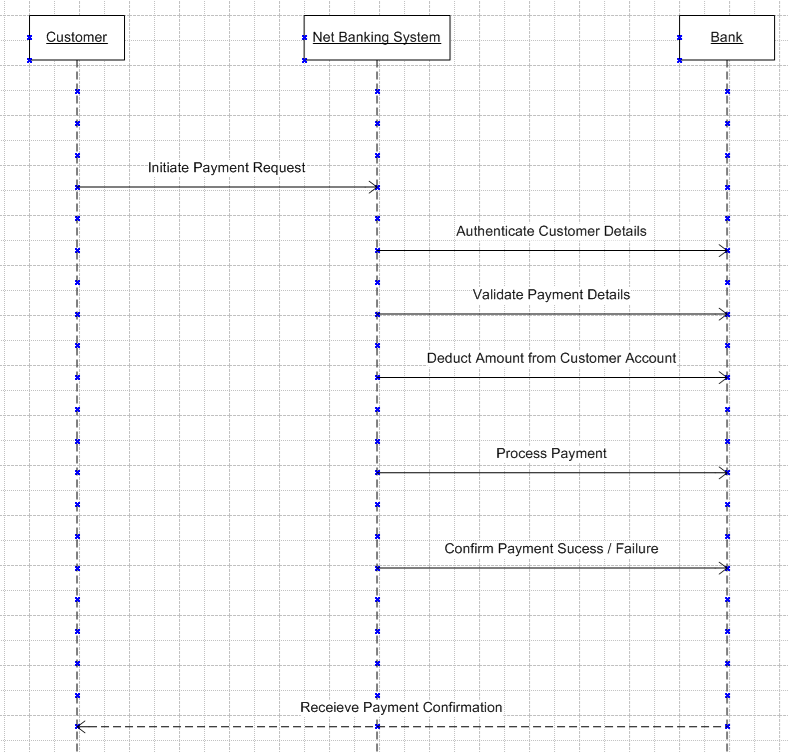 Customer
Net Banking System
Bank
Initiate Payment Request
Authenticate Customer Details
Validate Payment Details
Deduct Amount from Customer Account
Process Payment
Confirm Payment Sucess / Failure
Receieve Payment Confirmation